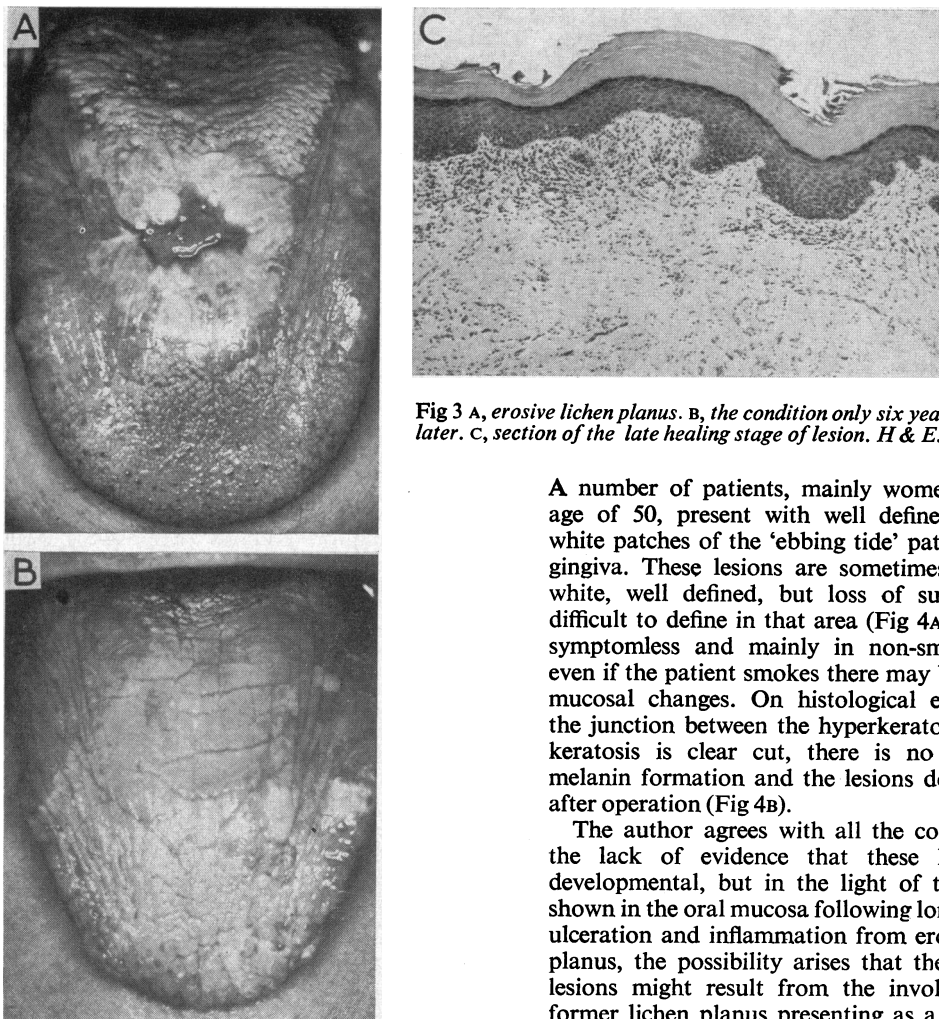 A
C
Fig 3 A, erosive lichen planus. B, the condition only six yea
later. C, section of the late healing stage of lesion. H & E.
B
A number of patients, mainly wome
age of 50, present with well define
white patches of the 'ebbing tide' pat
gingiva. These lesions are sometimes
white, well defined, but loss of su
difficult to define in that area (Fig 4A
symptomless and mainly in non-sm
even if the patient smokes there may
mucosal changes. On histological e
the junction between the hyperkerato
keratosis is clear cut, there is no
melanin formation and the lesions d
after operation (Fig 4B).
The author agrees with all the co
the lack of evidence that these
developmental, but in the light of t
shown in the oral mucosa following lo
ulceration and inflammation from ero
planus, the possibility arises that the
lesions might result from the invol
former lichen planus presenting as a